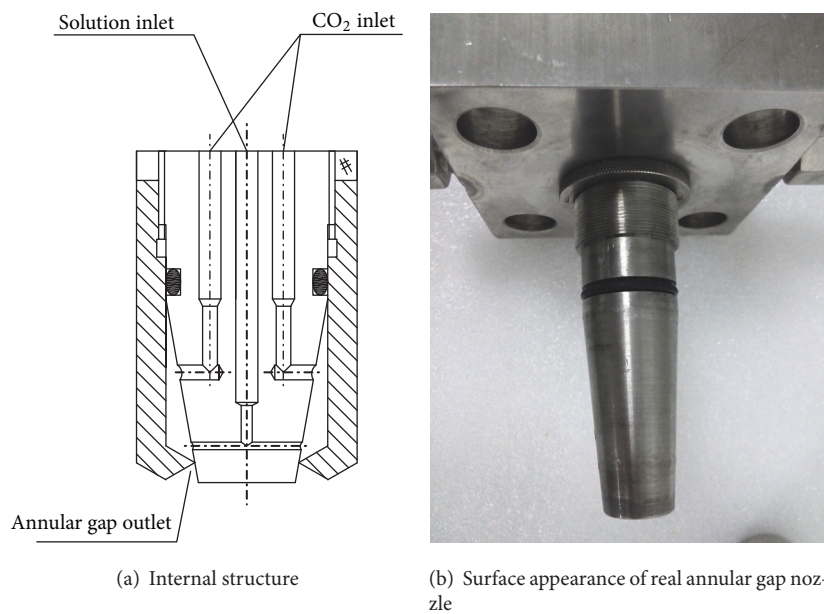 Solution inlet
CO₂ inlet
#
Annular gap outlet
(a) Internal structure
(b) Surface appearance of real annular gap noz-
zle